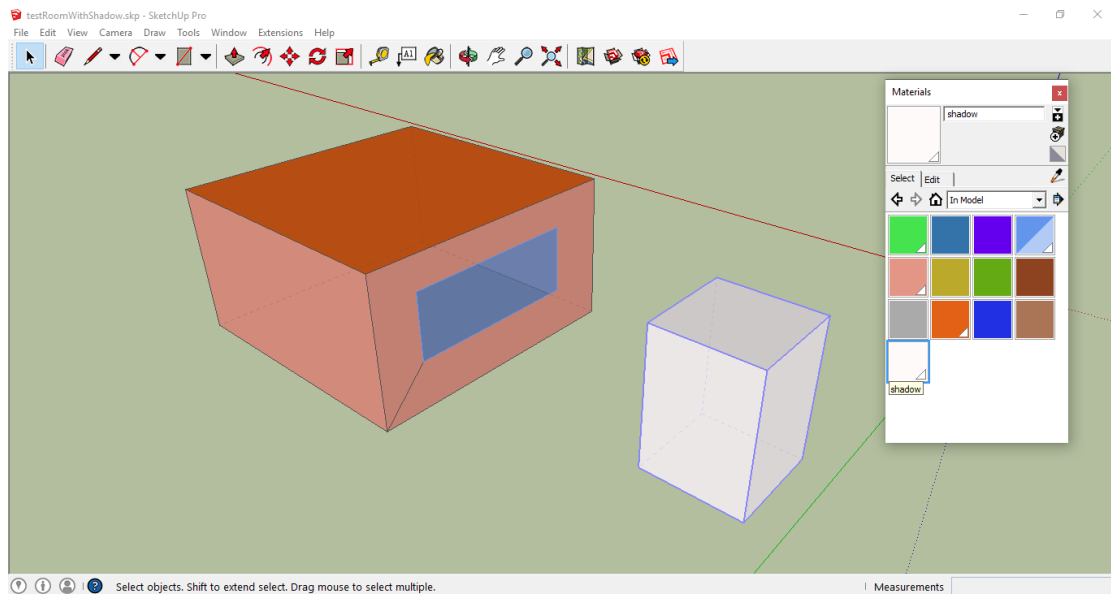 testRoomWithShadow.skp - SketchUp Pro
File Edit View Camera Draw Tools Window Extensions Help
A1
Materials
shadow
Select Edit
In Model
shadow
Select objects. Shift to extend select. Drag mouse to select multiple.
Measurements